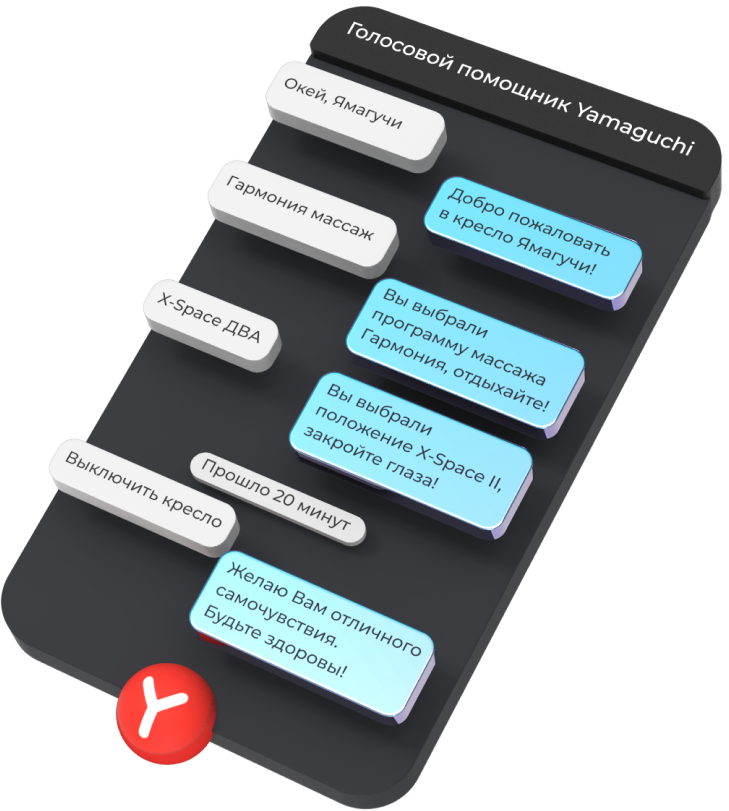 Голосовой помощник Yamaguchi
Окей, Ямагучи
Добро пожаловать
в кресло Ямагучи!
Гармония массаж
Вы выбрали
программу массажа
Гармония, отдыхайте!
X-Space ДВА
Вы выбрали
положение X-Space II,
закройте глаза!
Прошло 20 минут
Выключить кресло
Желаю Вам отличного
самочувствия.
Будьте здоровы!
Y